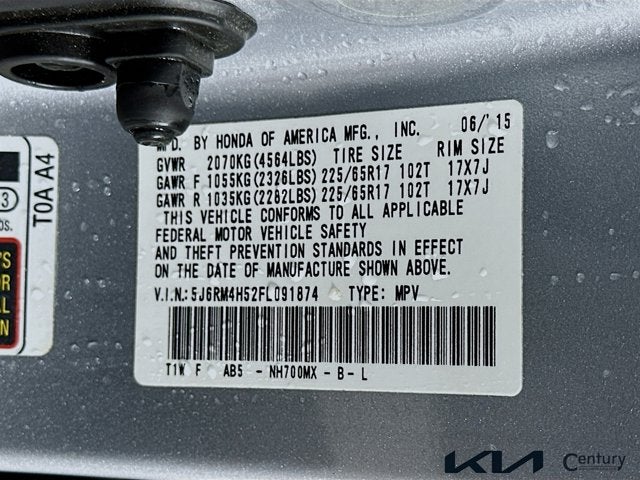 MFD. BY HONDA OF AMERICA MFG., INC. 06/'15
GVWR 2070KG(4564LBS) TIRE SIZE RIM SIZE
GAWR F 1055KG(2326LBS) 225/65R17 102T 17X7J
GAWR R 1035KG(2282LBS) 225/65R17 102T 17X7J
THIS VEHICLE CONFORMS TO ALL APPLICABLE
FEDERAL MOTOR VEHICLE SAFETY
AND THEFT PREVENTION STANDARDS IN EFFECT
ON THE DATE OF MANUFACTURE SHOWN ABOVE.
V.I.N.:5J6RM4H52FL091874 TYPE: MPV
T1W F AB5 - NH700MX - B - L
T0A A4
3
KIA
Century